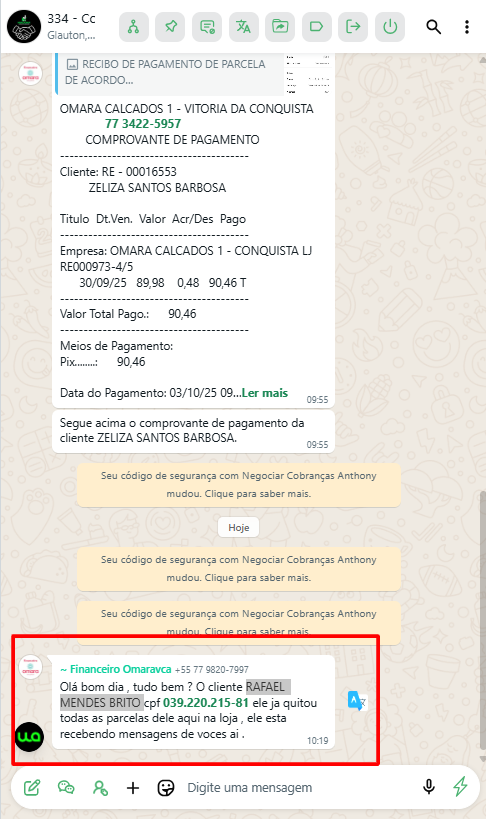 334 - Cc
Glauton,...
RECIBO DE PAGAMENTO DE PARCELA
DE ACORDO...
OMARA CALCADOS 1 - VITORIA DA CONQUISTA
77 3422-5957
COMPROVANTE DE PAGAMENTO
----------------------------------------
Cliente: RE - 00016553
ZELIZA SANTOS BARBOSA
Titulo Dt.Ven. Valor Acr/Des Pago
----------------------------------------
Empresa: OMARA CALCADOS 1 - CONQUISTA LJ
RE000973-4/5
30/09/25 89,98 0,48 90,46 T
----------------------------------------
Valor Total Pago.: 90,46
----------------------------------------
Meios de Pagamento:
Pix........: 90,46
Data do Pagamento: 03/10/25 09...Ler mais
09:55
Segue acima o comprovante de pagamento da
cliente ZELIZA SANTOS BARBOSA.
09:55
Seu código de segurança com Negociar Cobranças Anthony
mudou. Clique para saber mais.
Hoje
Seu código de segurança com Negociar Cobranças Anthony
mudou. Clique para saber mais.
Seu código de segurança com Negociar Cobranças Anthony
mudou. Clique para saber mais.
~ Financeiro Omaravca +55 77 9820-7997
Olá bom dia , tudo bem ? O cliente RAFAEL
MENDES BRITO cpf 039.220.215-81 ele ja quitou
todas as parcelas dele aqui na loja , ele esta
recebendo mensagens de voces ai .
10:19
Digite uma mensagem